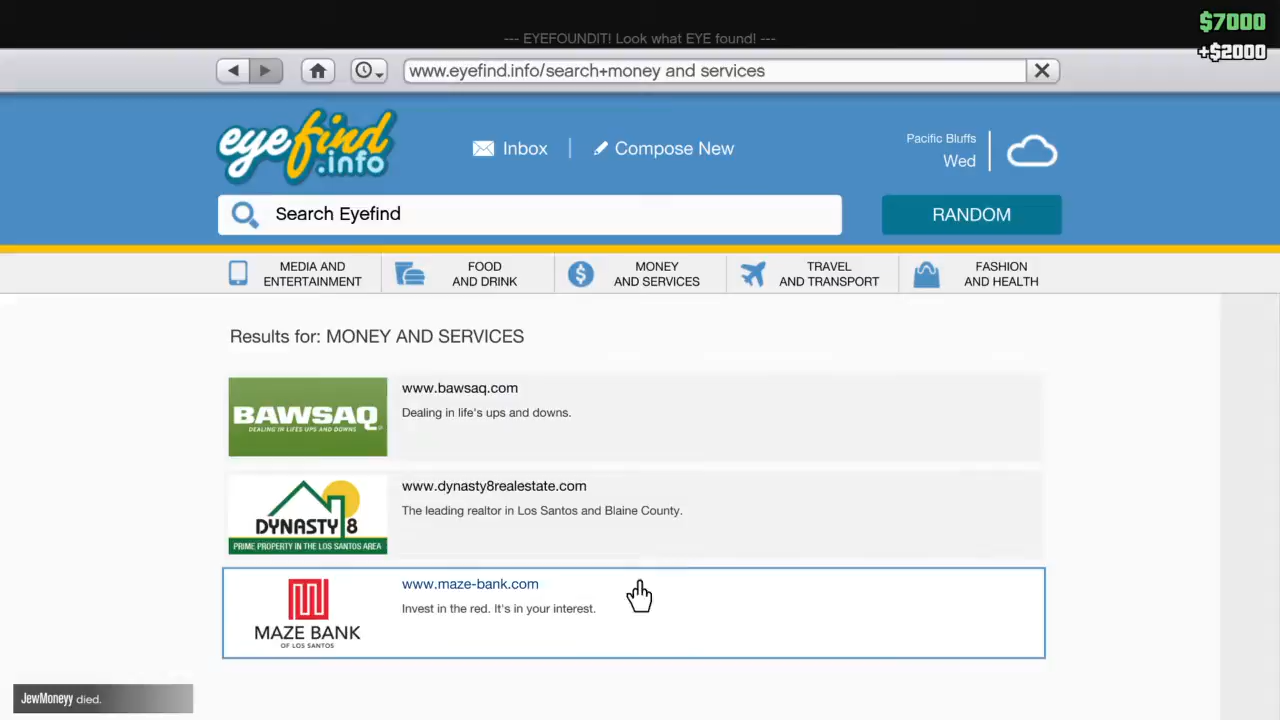 $7000
--- EYEFOUNDIT! Look what EYE found! ---
+$2000
www.eyefind.info/search+money and services
eyefind
.info
Inbox
Compose New
Pacific Bluffs
Wed
Search Eyefind
RANDOM
MEDIA AND
ENTERTAINMENT
FOOD
AND DRINK
MONEY
AND SERVICES
TRAVEL
AND TRANSPORT
FASHION
AND HEALTH
Results for: MONEY AND SERVICES
BAWSAQ
DEALING IN LIFES UPS AND DOWNS
www.bawsaq.com
Dealing in life's ups and downs.
DYNASTY 8
PRIME PROPERTY IN THE LOS SANTOS AREA
www.dynasty8realestate.com
The leading realtor in Los Santos and Blaine County.
MAZE BANK
OF LOS SANTOS
www.maze-bank.com
Invest in the red. It's in your interest.
JewMoneyy died.